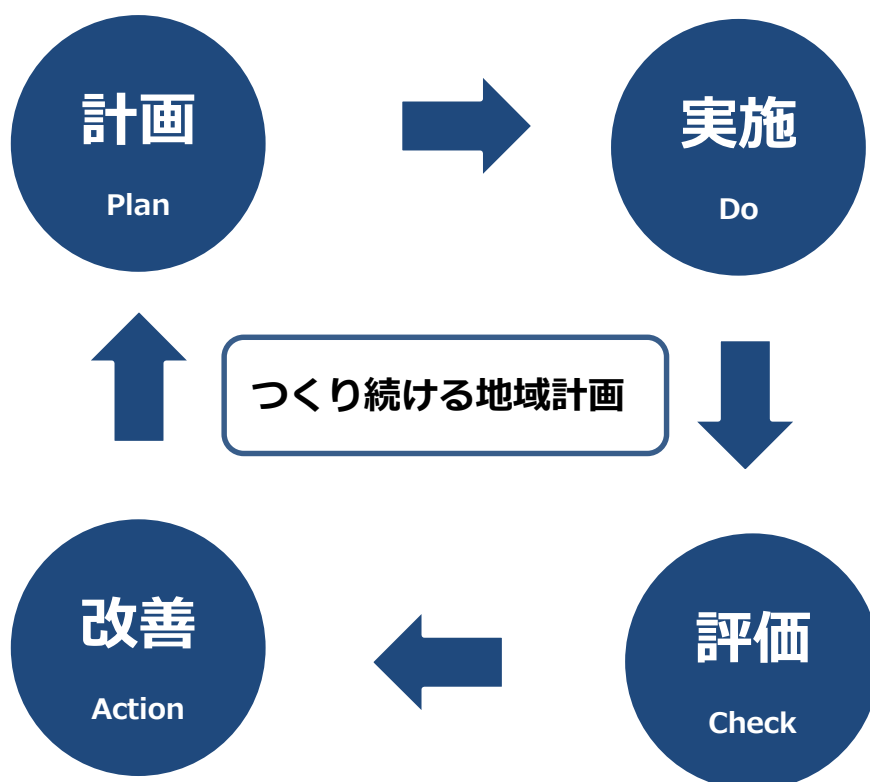 計画
Plan
実施
Do
つくり続ける地域計画
改善
Action
評価
Check